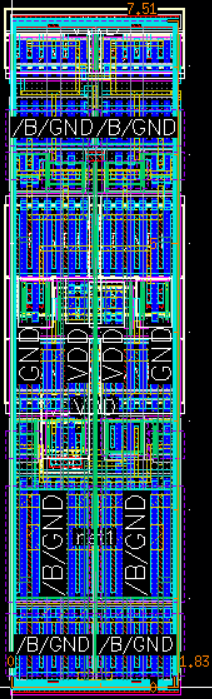 7.51
/B/GND /B/GND
GND VDD VDD GND
VDD
/B/GND /B/GND
net1
/B/GND /B/GND
0 1.83
0